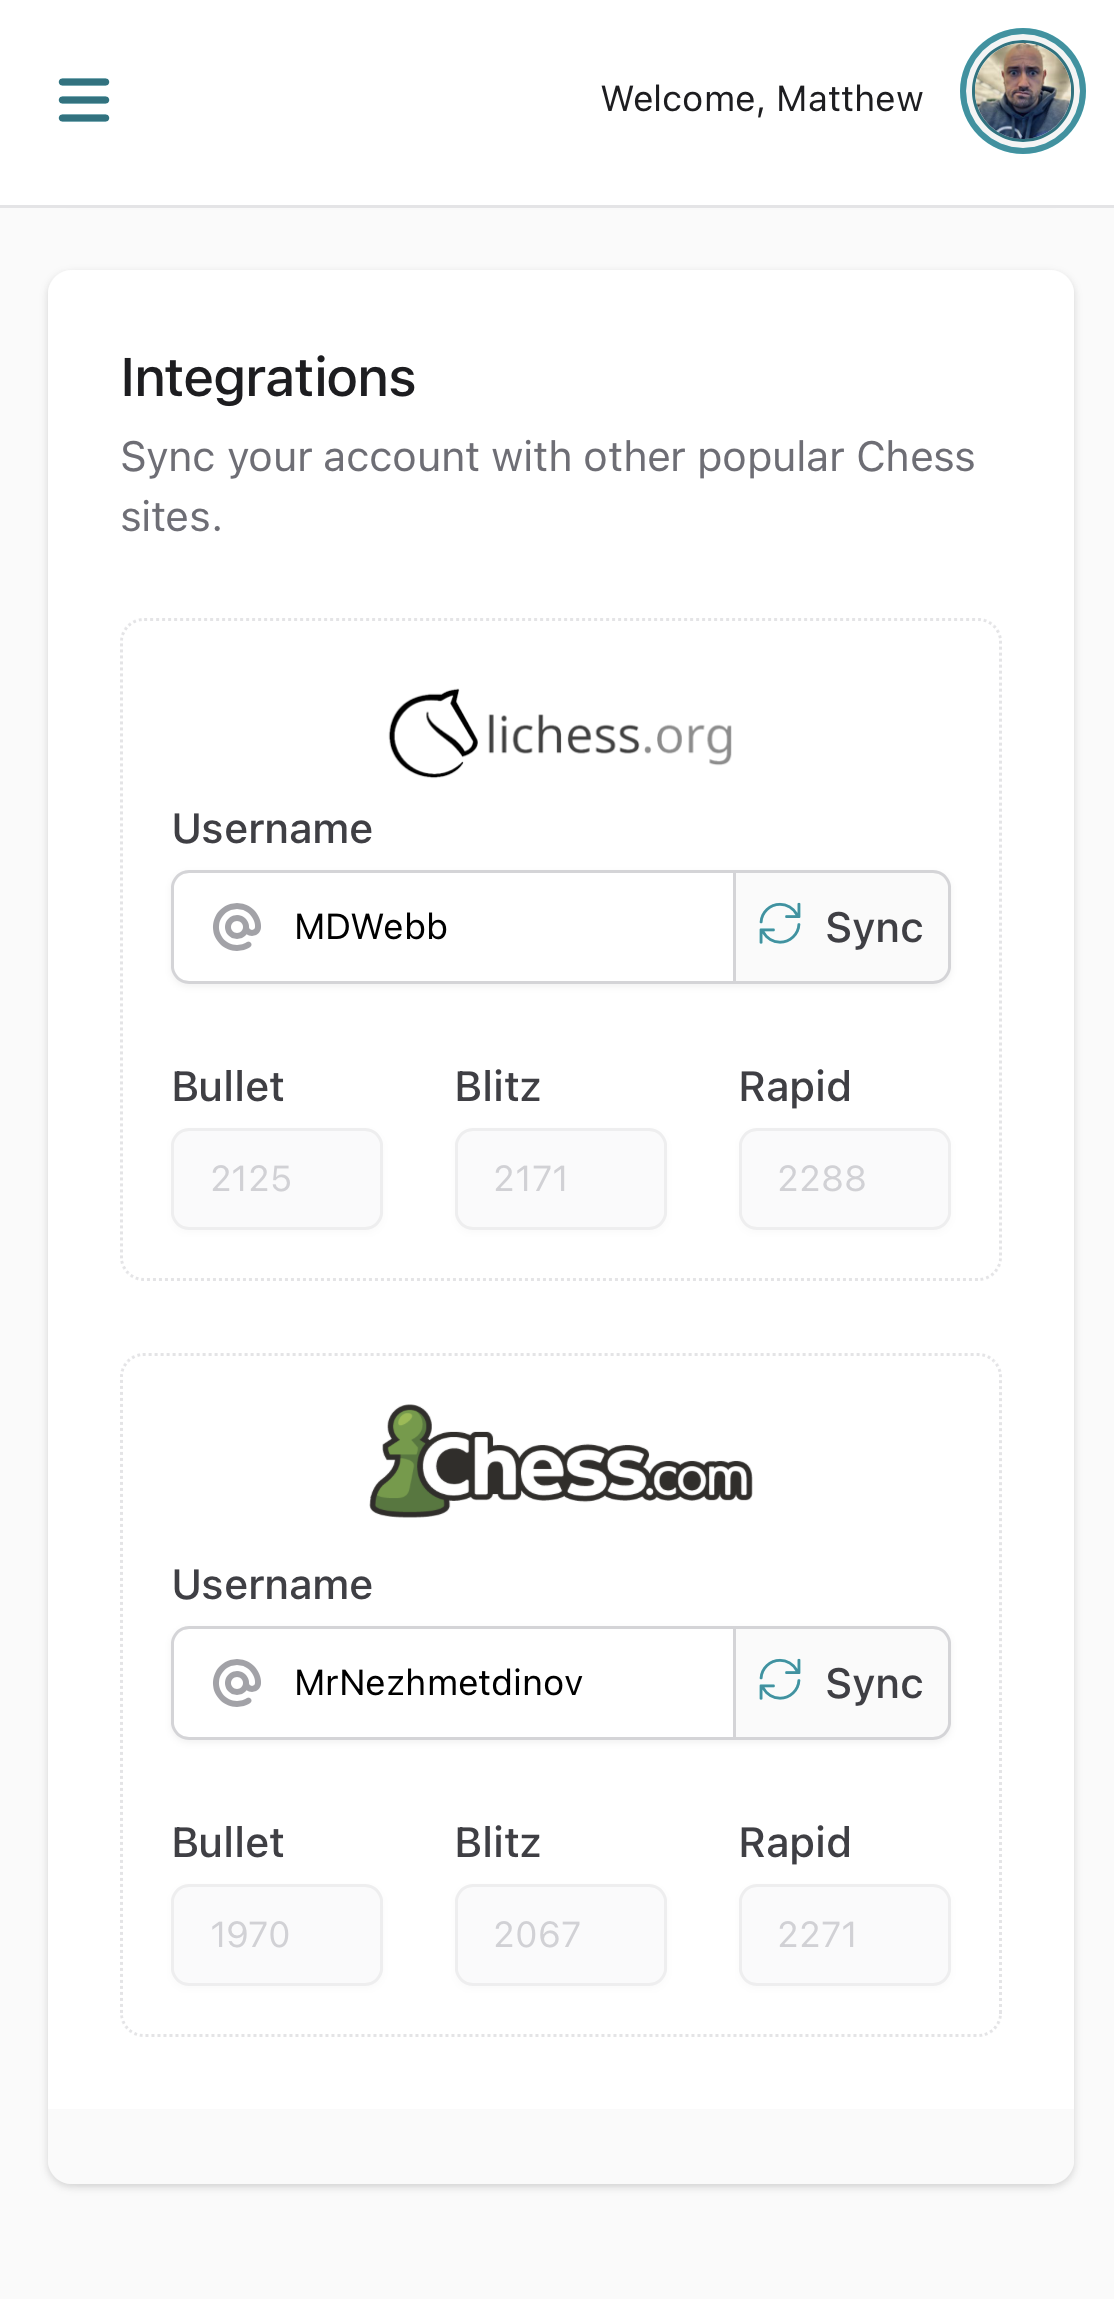 Welcome, Matthew
Integrations
Sync your account with other popular Chess
sites.
lichess.org
Username
@ MDWebb Sync
Bullet Blitz Rapid
2125 2171 2288
Chess.com
Username
@ MrNezhmetdinov Sync
Bullet Blitz Rapid
1970 2067 2271